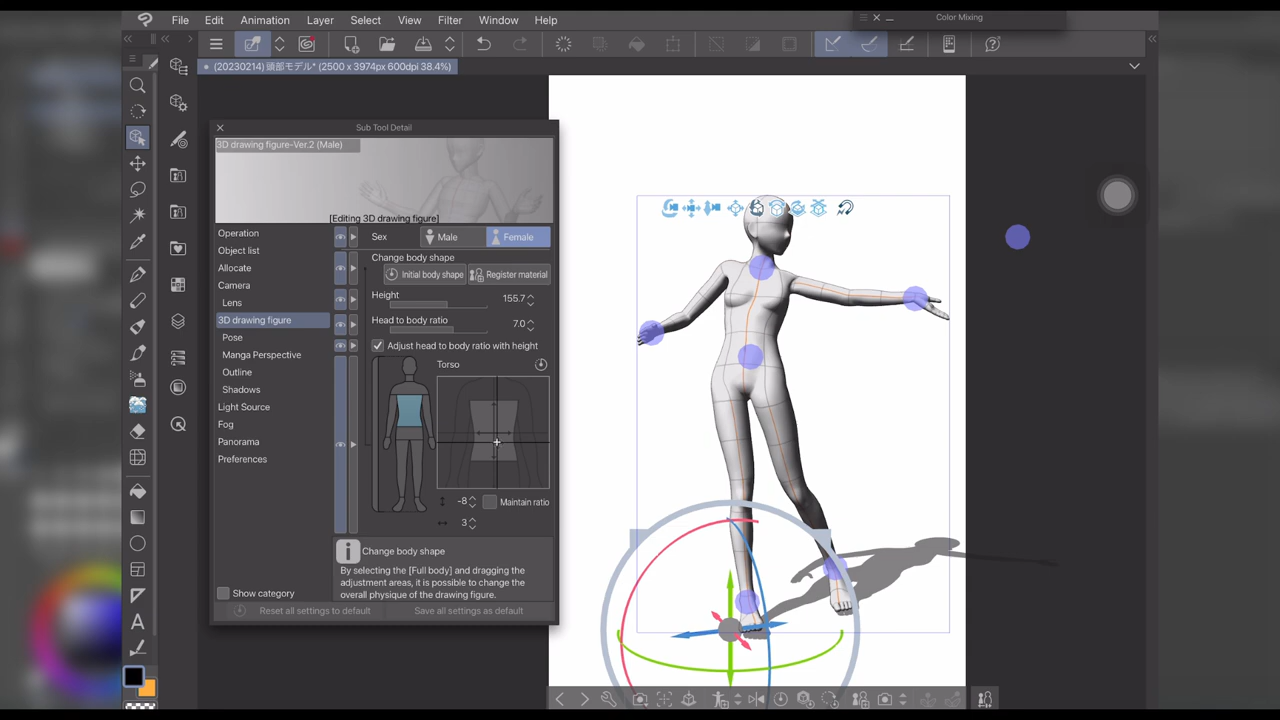 File Edit Animation Layer Select View Filter Window Help
Color Mixing
(20230214) 頭部モデル* (2500 x 3974px 600dpi 38.4%)
Sub Tool Detail
3D drawing figure-Ver.2 (Male)
[Editing 3D drawing figure]
Operation
Object list
Allocate
Camera
Lens
3D drawing figure
Pose
Manga Perspective
Outline
Shadows
Light Source
Fog
Panorama
Preferences
Sex Male Female
Change body shape
Initial body shape Register material
Height 155.7
Head to body ratio 7.0
Adjust head to body ratio with height
Torso
-8 Maintain ratio
3
Change body shape
By selecting the [Full body] and dragging the
adjustment areas, it is possible to change the
overall physique of the drawing figure.
Show category
Reset all settings to default Save all settings as default
A